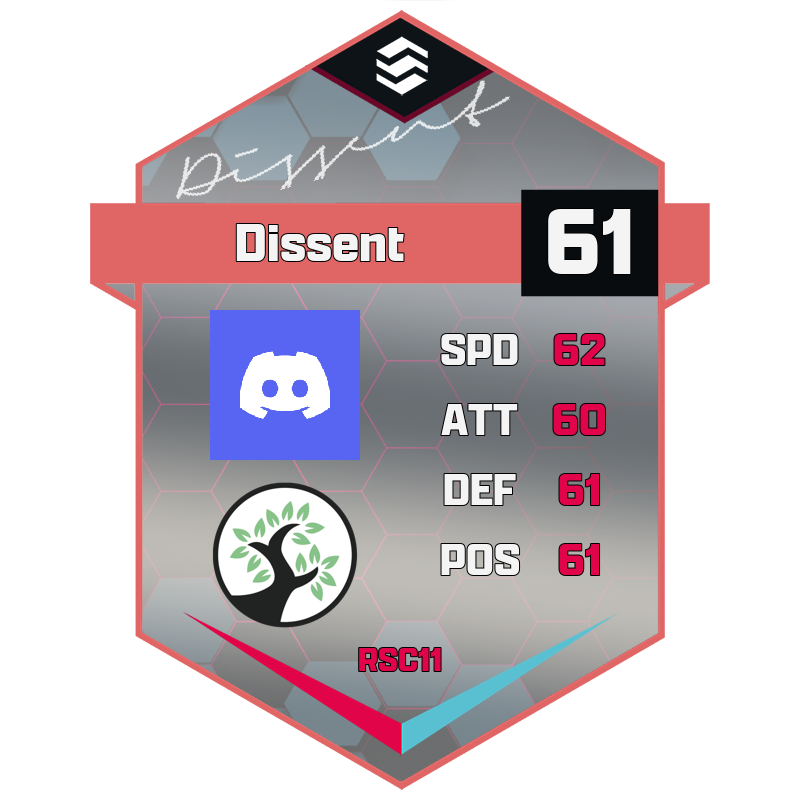 Dissent
Dissent 61
SPD 62
ATT 60
DEF 61
POS 61
RSC11